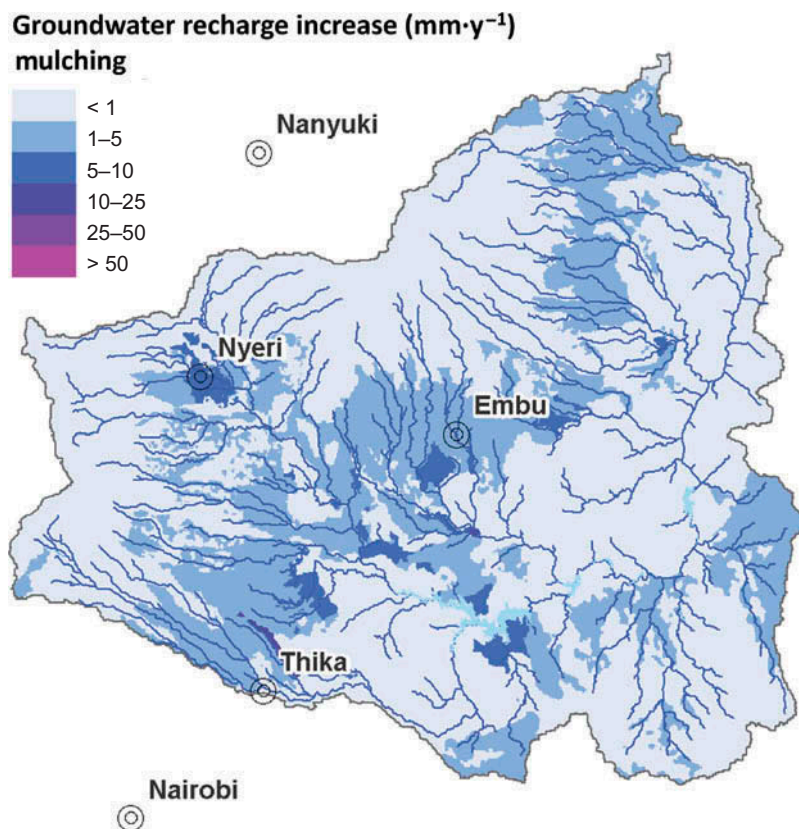 Groundwater recharge increase (mm·y⁻¹)
mulching
< 1
1–5
5–10
10–25
25–50
> 50
Nanyuki
Nyeri
Embu
Thika
Nairobi